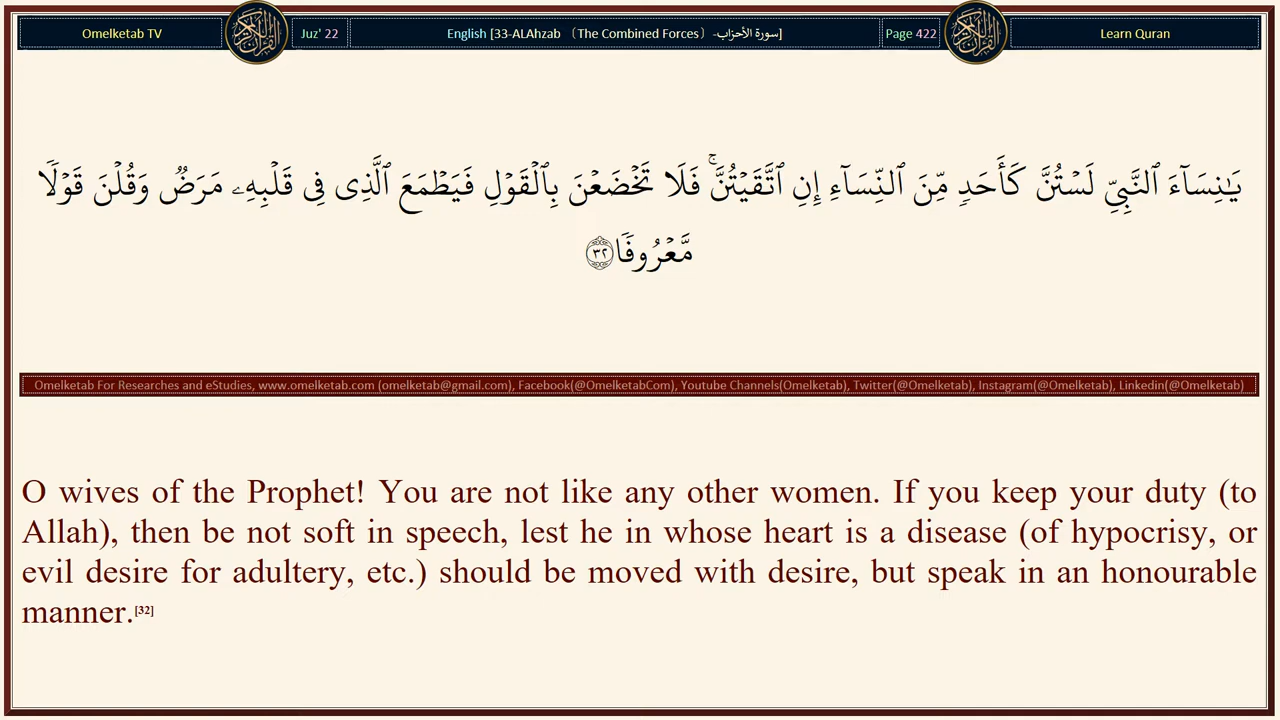 Omelketab TV
Juz' 22
English [33-ALAhzab （The Combined Forces） -سورة الأحزاب]
Page 422
Learn Quran
يَٰنِسَآءَ ٱلنَّبِيِّ لَسۡتُنَّ كَأَحَدٖ مِّنَ ٱلنِّسَآءِ إِنِ ٱتَّقَيۡتُنَّۚ فَلَا تَخۡضَعۡنَ بِٱلۡقَوۡلِ فَيَطۡمَعَ ٱلَّذِي فِي قَلۡبِهِۦ مَرَضٞ وَقُلۡنَ قَوۡلٗا
مَّعۡرُوفٗا ٣٢
Omelketab For Researches and eStudies, www.omelketab.com (omelketab@gmail.com), Facebook(@OmelketabCom), Youtube Channels(Omelketab), Twitter(@Omelketab), Instagram(@Omelketab), Linkedin(@Omelketab)
O wives of the Prophet! You are not like any other women. If you keep your duty (to
Allah), then be not soft in speech, lest he in whose heart is a disease (of hypocrisy, or
evil desire for adultery, etc.) should be moved with desire, but speak in an honourable
manner.[32]